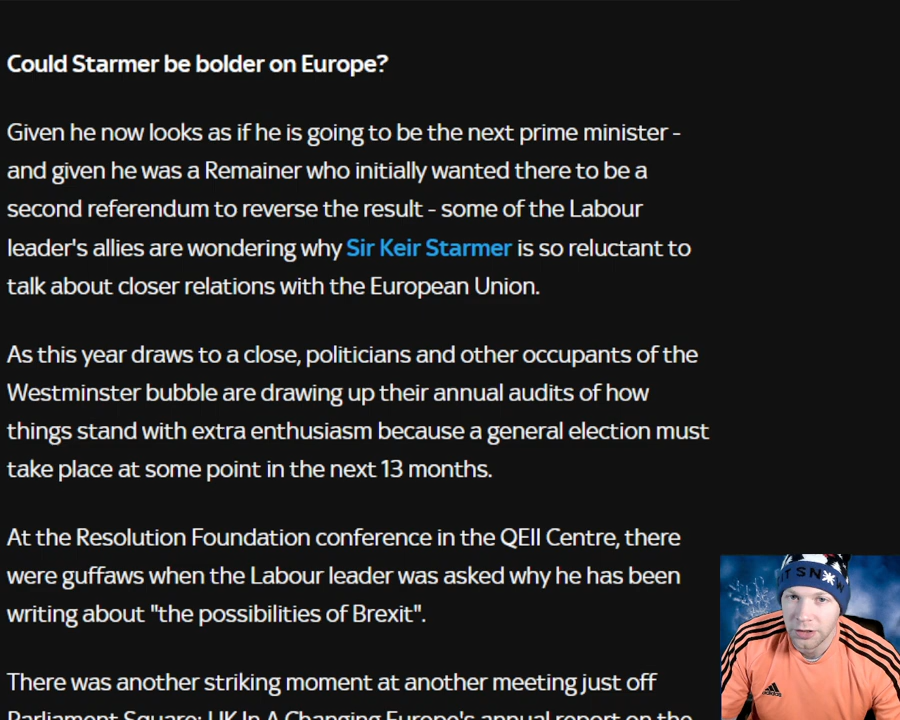 Could Starmer be bolder on Europe?
Given he now looks as if he is going to be the next prime minister -
and given he was a Remainer who initially wanted there to be a
second referendum to reverse the result - some of the Labour
leader's allies are wondering why Sir Keir Starmer is so reluctant to
talk about closer relations with the European Union.
As this year draws to a close, politicians and other occupants of the
Westminster bubble are drawing up their annual audits of how
things stand with extra enthusiasm because a general election must
take place at some point in the next 13 months.
At the Resolution Foundation conference in the QEII Centre, there
were guffaws when the Labour leader was asked why he has been
writing about "the possibilities of Brexit".
There was another striking moment at another meeting just off
Parliament Square: UK In A Changing Europe's annual report on the
IT SN W
adidas